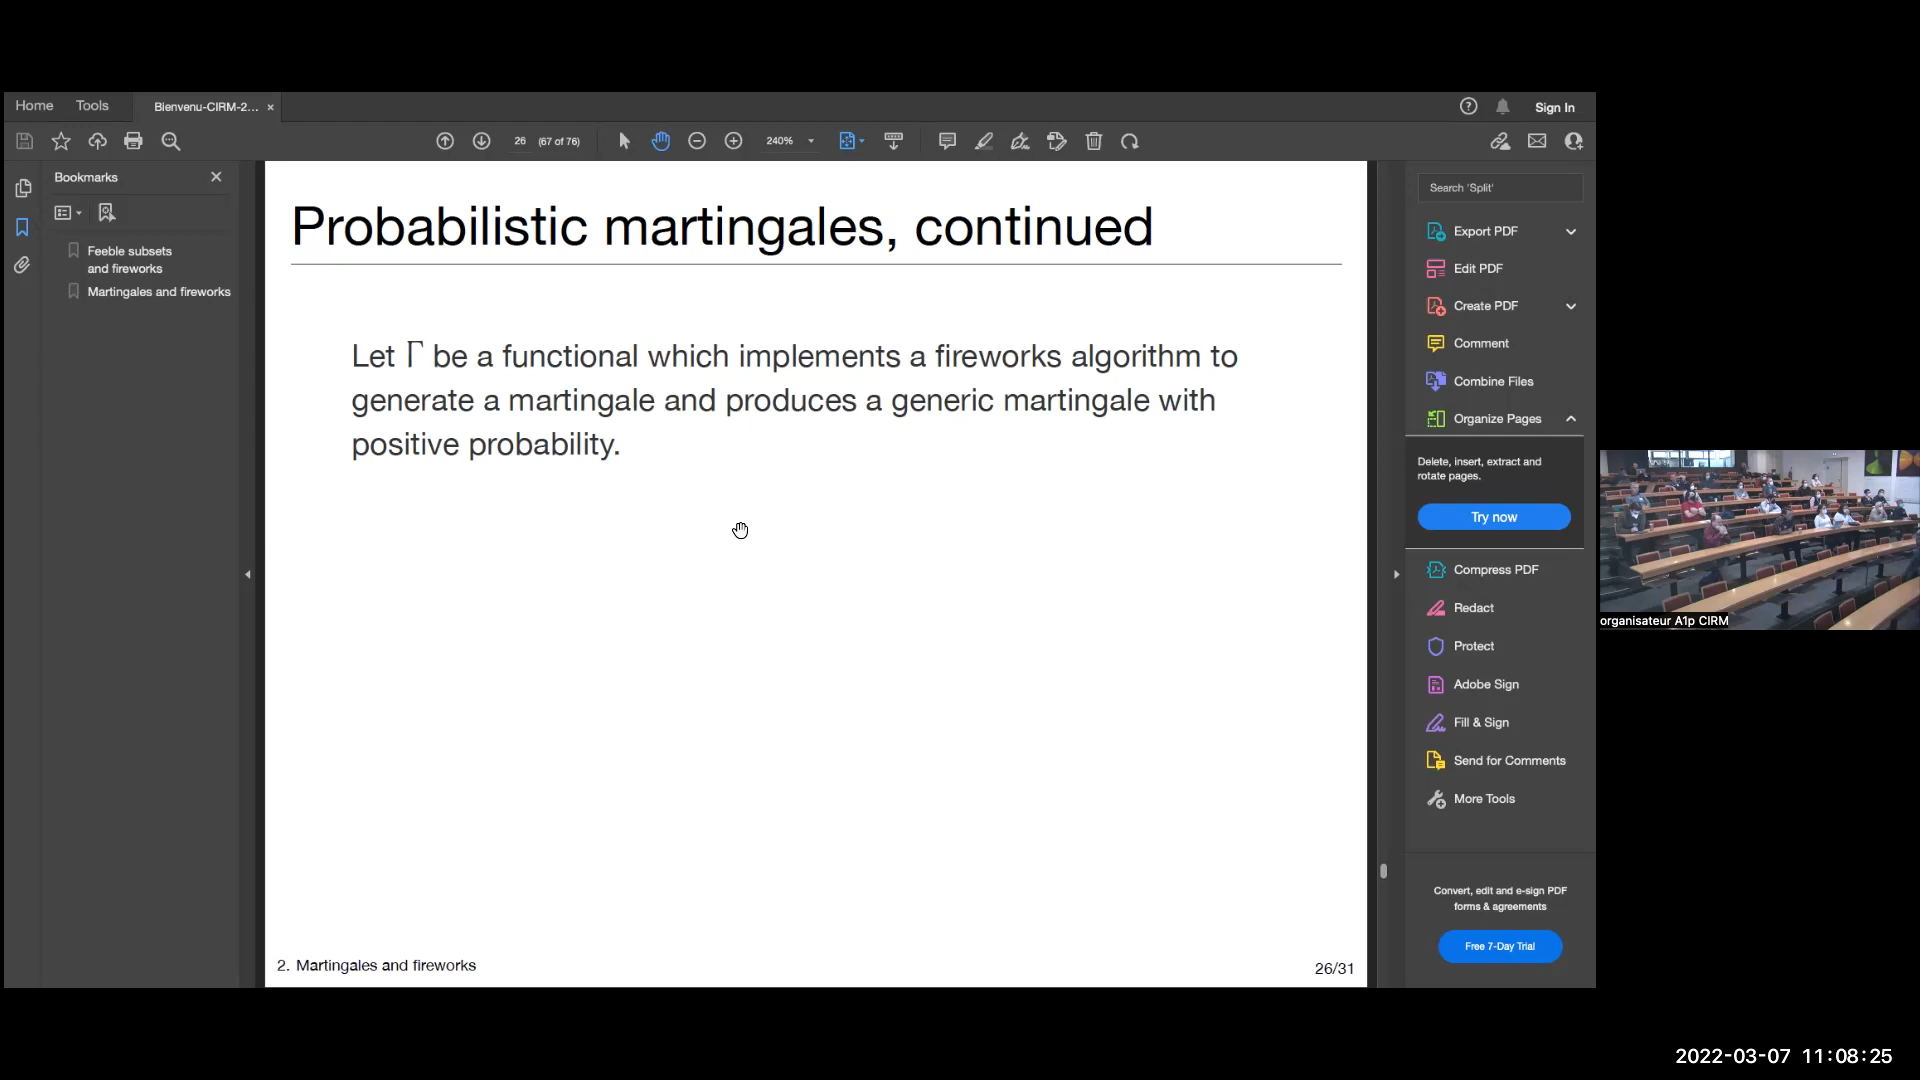 Home Tools Bienvenu-CIRM-2... × Sign In
26 (67 of 76) 240%
Bookmarks
Feeble subsets
and fireworks
Martingales and fireworks
Probabilistic martingales, continued
Let Γ be a functional which implements a fireworks algorithm to
generate a martingale and produces a generic martingale with
positive probability.
2. Martingales and fireworks
26/31
Search 'Split'
Export PDF
Edit PDF
Create PDF
Comment
Combine Files
Organize Pages
Delete, insert, extract and
rotate pages.
Try now
Compress PDF
Redact
Protect
Adobe Sign
Fill & Sign
Send for Comments
More Tools
Convert, edit and e-sign PDF
forms & agreements
Free 7-Day Trial
organisateur A1p CIRM
2022-03-07 11:08:25